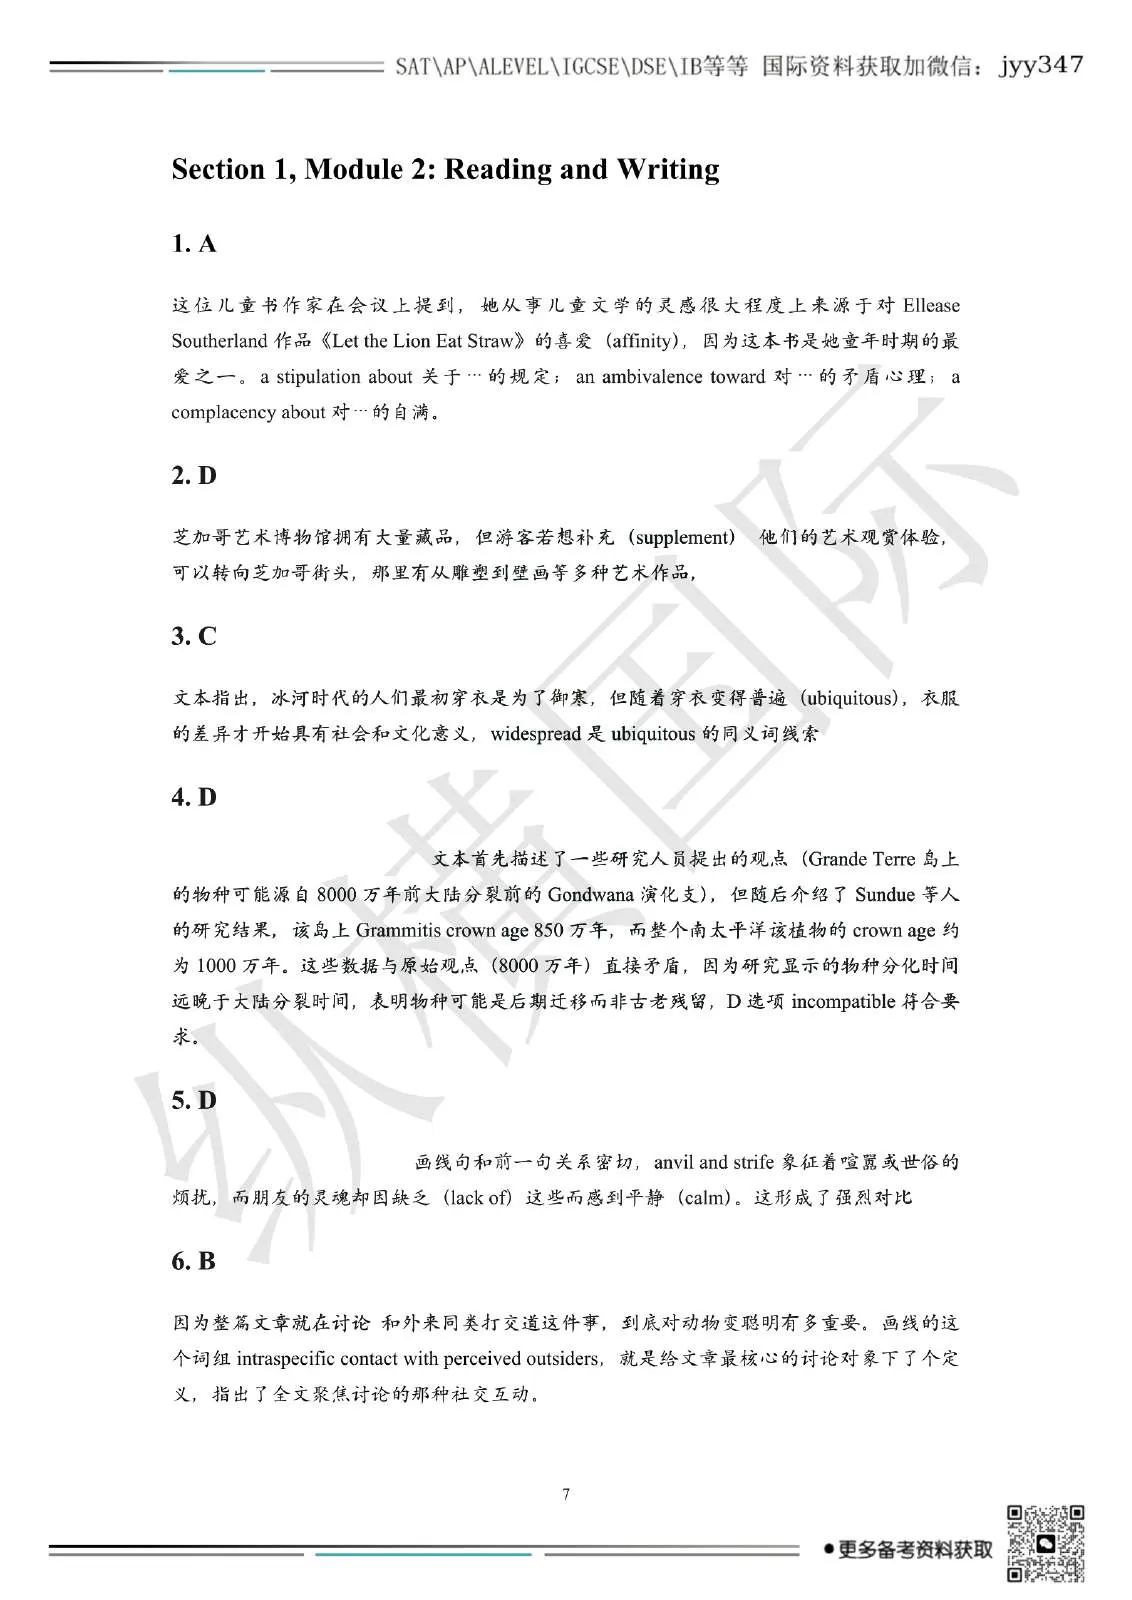 SAT\AP\ALEVEL\IGCSE\DSE\IB等等 国际资料获取加微信：jyy347
Section 1, Module 2: Reading and Writing
1. A
这位儿童书作家在会议上提到，她从事儿童文学的灵感很大程度上来源于对 Ellease
Southerland 作品《Let the Lion Eat Straw》的喜爱（affinity），因为这本书是她童年时期的最
爱之一。a stipulation about 关于…的规定；an ambivalence toward 对…的矛盾心理；a
complacency about 对…的自满。
2. D
芝加哥艺术博物馆拥有大量藏品，但游客若想补充（supplement） 他们的艺术观赏体验，
可以转向芝加哥街头，那里有从雕塑到壁画等多种艺术作品，
3. C
文本指出，冰河时代的人们最初穿衣是为了御寒，但随着穿衣变得普遍（ubiquitous），衣服
的差异才开始具有社会和文化意义，widespread 是 ubiquitous 的同义词线索
4. D
文本首先描述了一些研究人员提出的观点（Grande Terre 岛上
的物种可能源自 8000 万年前大陆分裂前的 Gondwana 演化支），但随后介绍了 Sundue 等人
的研究结果，该岛上 Grammitis crown age 850 万年，而整个南太平洋该植物的 crown age 约
为 1000 万年。这些数据与原始观点（8000 万年）直接矛盾，因为研究显示的物种分化时间
远晚于大陆分裂时间，表明物种可能是后期迁移而非古老残留，D 选项 incompatible 符合要
求。
5. D
画线句和前一句关系密切，anvil and strife 象征着喧嚣或世俗的
烦扰，而朋友的灵魂却因缺乏（lack of）这些而感到平静（calm）。这形成了强烈对比
6. B
因为整篇文章就在讨论 和外来同类打交道这件事，到底对动物变聪明有多重要。画线的这
个词组 intraspecific contact with perceived outsiders，就是给文章最核心的讨论对象下了个定
义，指出了全文聚焦讨论的那种社交互动。
纵横国际
7
●更多备考资料获取